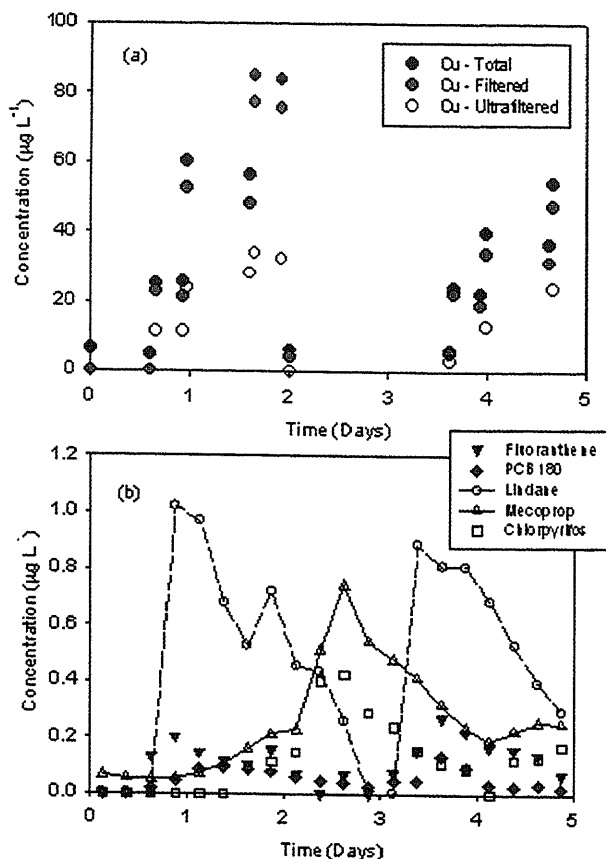 100
(a)
Cu - Total
Cu - Filtered
Cu - Ultrafiltered
80
60
40
20
0
Concentration (µg L⁻¹)
0 1 2 3 4 5
Time (Days)
Fluoranthene
PCB 180
Lindane
Mecoprop
Chlorpyrifos
1.2
(b)
1.0
0.8
0.6
0.4
0.2
0.0
Concentration (µg L
0 1 2 3 4 5
Time (Days)